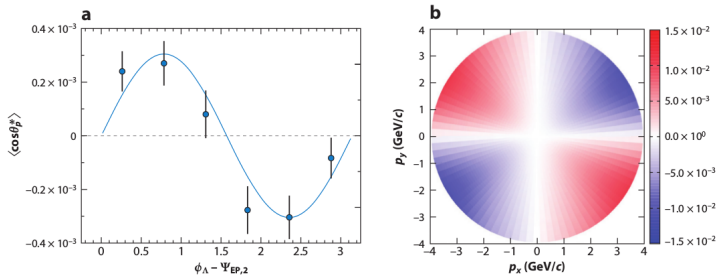 a
⟨cosθp*⟩
0.4 × 10⁻³
0.2 × 10⁻³
0
−0.2 × 10⁻³
−0.4 × 10⁻³
0 0.5 1 1.5 2 2.5 3
ϕΛ − ΨEP,2
b
py (GeV/c)
4
3
2
1
0
−1
−2
−3
−4
−4 −3 −2 −1 0 1 2 3 4
px (GeV/c)
1.5 × 10⁻²
1.0 × 10⁻²
5.0 × 10⁻³
0.0 × 10⁰
−5.0 × 10⁻³
−1.0 × 10⁻²
−1.5 × 10⁻²